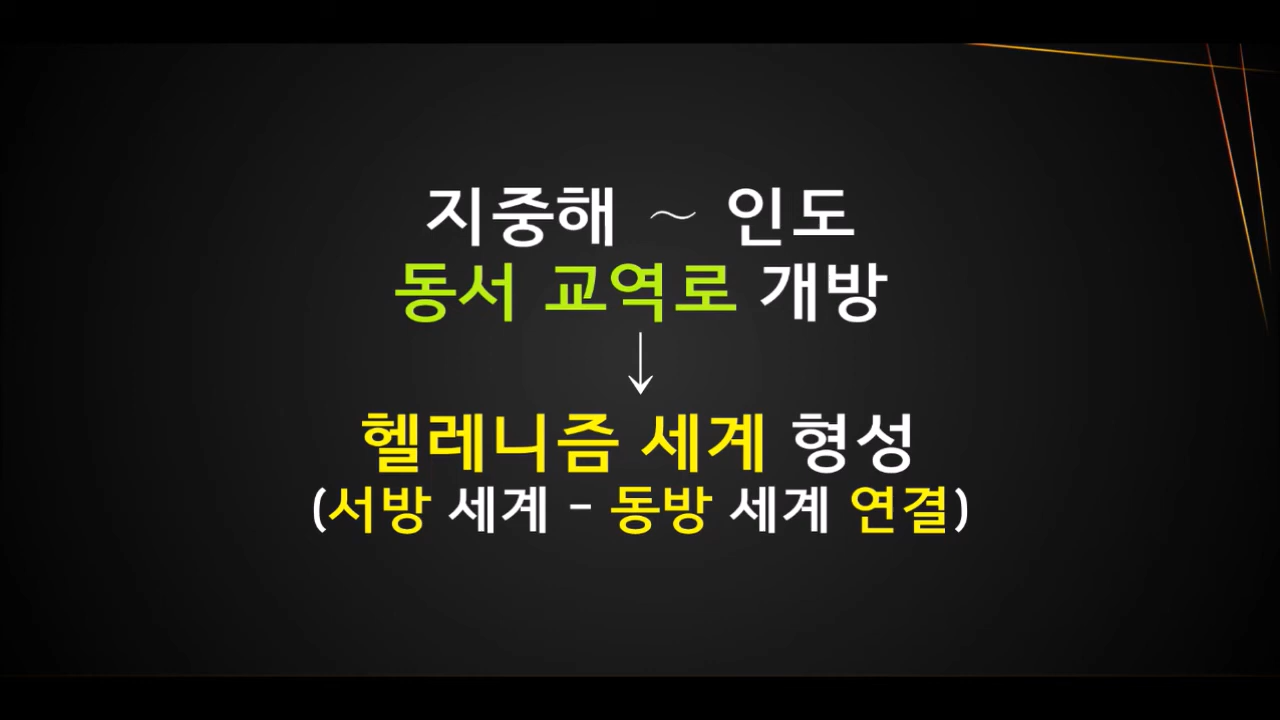 지중해 ~ 인도
동서 교역로 개방
↓
헬레니즘 세계 형성
(서방 세계 - 동방 세계 연결)